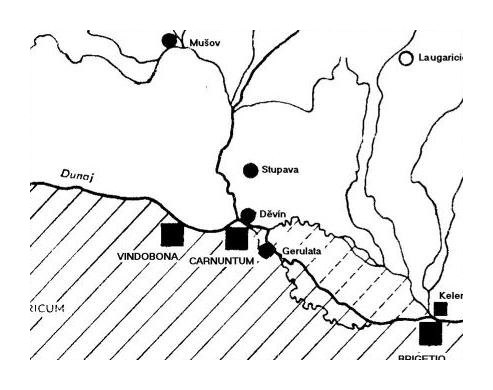 Mušov
Laugaricio
Stupava
Dunaj
Děvín
VINDOBONA
CARNUNTUM
Gerulata
Kelem
RICUM
BRIGETIO